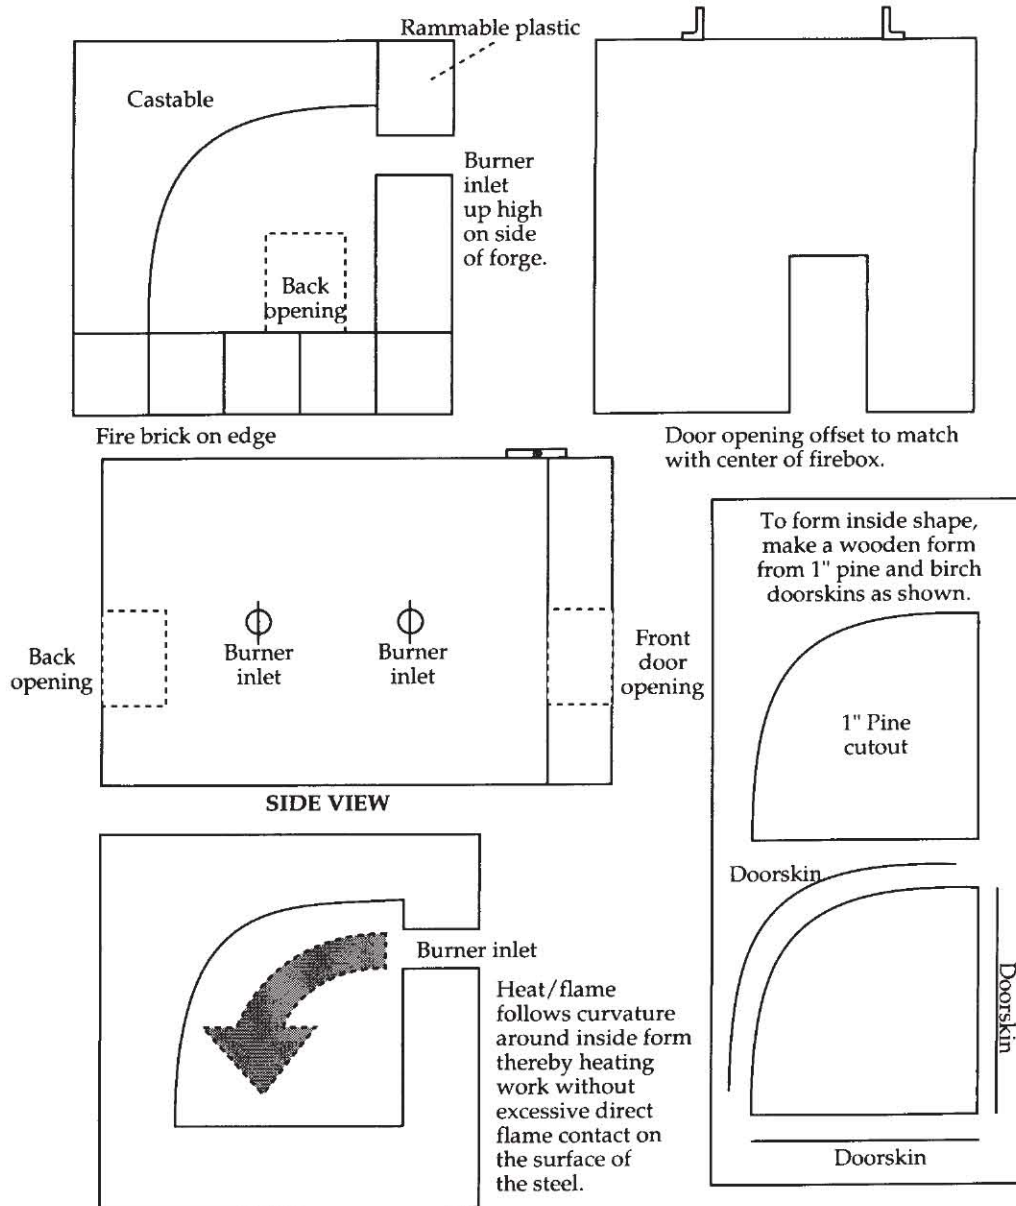 Rammable plastic
Castable
Burner
inlet
up high
on side
of forge.
Back
opening
Fire brick on edge
Door opening offset to match
with center of firebox.
Back
opening
Burner
inlet
Burner
inlet
Front
door
opening
SIDE VIEW
To form inside shape,
make a wooden form
from 1" pine and birch
doorskins as shown.
1" Pine
cutout
Doorskin
Doorskin
Doorskin
Burner inlet
Heat/flame
follows curvature
around inside form
thereby heating
work without
excessive direct
flame contact on
the surface of
the steel.